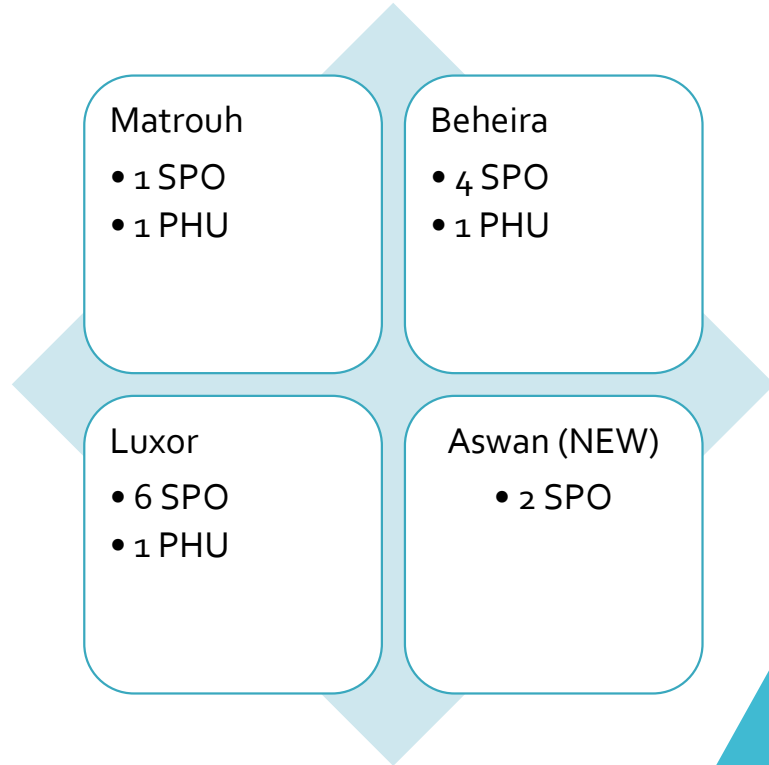 Matrouh
• 1 SPO
• 1 PHU
Beheira
• 4 SPO
• 1 PHU
Luxor
• 6 SPO
• 1 PHU
Aswan (NEW)
• 2 SPO